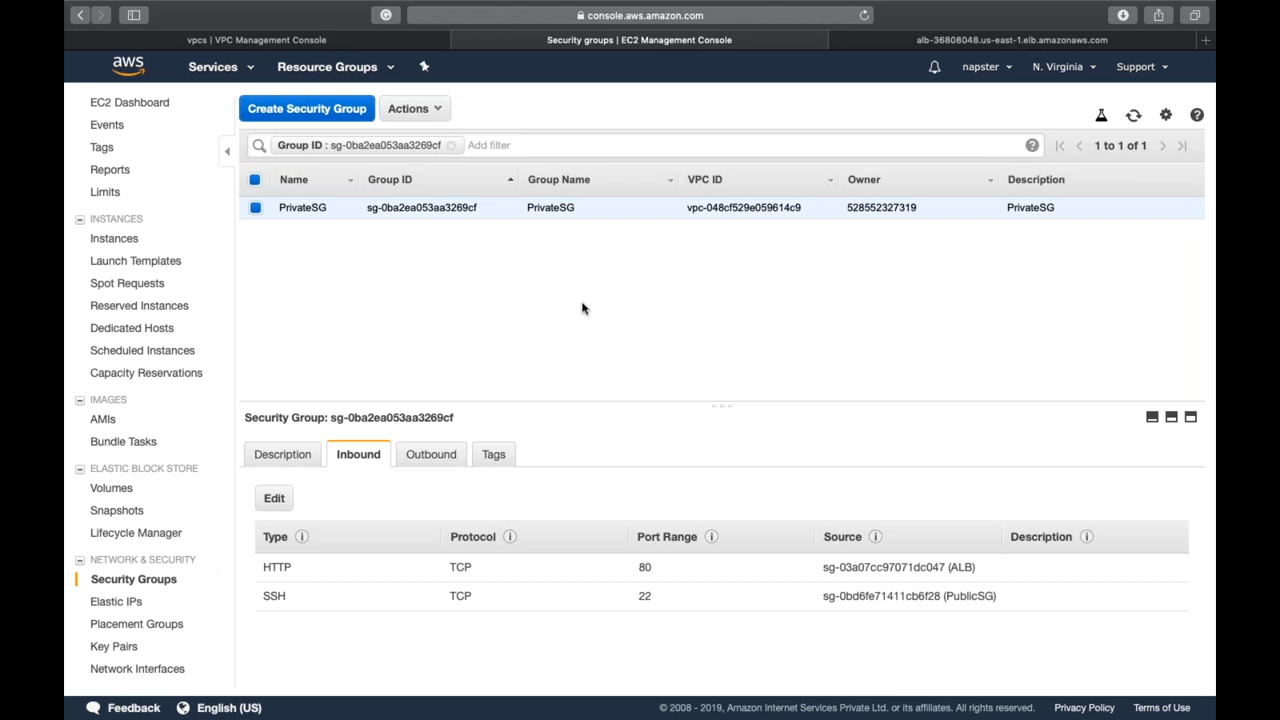 console.aws.amazon.com
vpcs | VPC Management Console
Security groups | EC2 Management Console
alb-36808048.us-east-1.elb.amazonaws.com
aws
Services
Resource Groups
napster
N. Virginia
Support
EC2 Dashboard
Events
Tags
Reports
Limits
INSTANCES
Instances
Launch Templates
Spot Requests
Reserved Instances
Dedicated Hosts
Scheduled Instances
Capacity Reservations
IMAGES
AMIs
Bundle Tasks
ELASTIC BLOCK STORE
Volumes
Snapshots
Lifecycle Manager
NETWORK & SECURITY
Security Groups
Elastic IPs
Placement Groups
Key Pairs
Network Interfaces
Create Security Group
Actions
Group ID : sg-0ba2ea053aa3269cf
Add filter
1 to 1 of 1
Name Group ID Group Name VPC ID Owner Description
PrivateSG sg-0ba2ea053aa3269cf PrivateSG vpc-048cf529e059614c9 528552327319 PrivateSG
Security Group: sg-0ba2ea053aa3269cf
Description Inbound Outbound Tags
Edit
Type Protocol Port Range Source Description
HTTP TCP 80 sg-03a07cc97071dc047 (ALB)
SSH TCP 22 sg-0bd6fe71411cb6f28 (PublicSG)
Feedback
English (US)
© 2008 - 2019, Amazon Internet Services Private Ltd. or its affiliates. All rights reserved.
Privacy Policy
Terms of Use